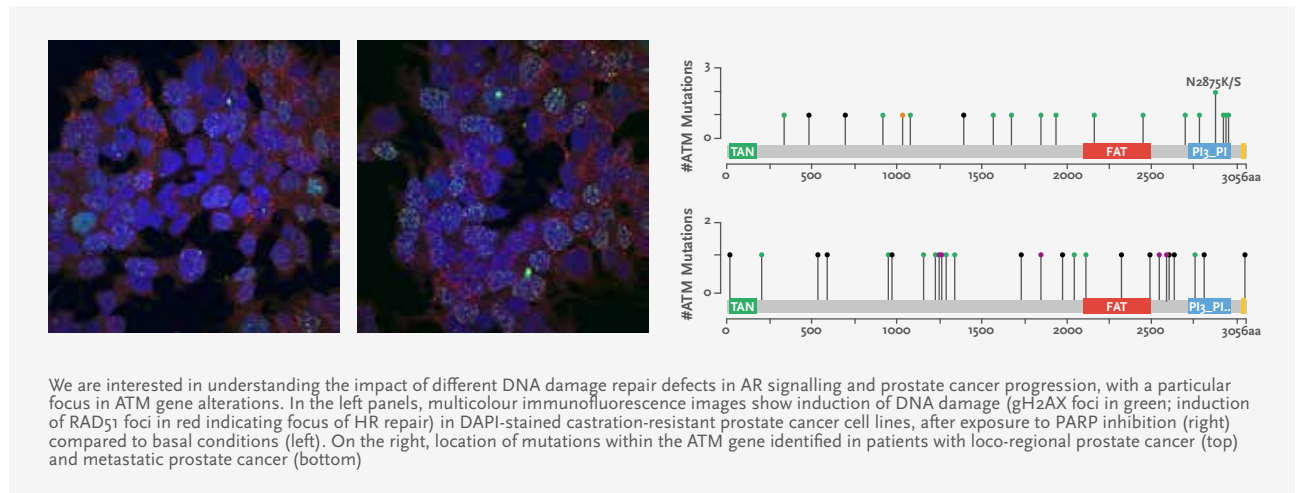 3
N2875K/S
#ATM Mutations
0
TAN
FAT
PI3_PI
0
500
1000
1500
2000
2500
3056aa
2
#ATM Mutations
0
TAN
FAT
PI3_PI..
0
500
1000
1500
2000
2500
3056aa
We are interested in understanding the impact of different DNA damage repair defects in AR signalling and prostate cancer progression, with a particular
focus in ATM gene alterations. In the left panels, multicolour immunofluorescence images show induction of DNA damage (gH2AX foci in green; induction
of RAD51 foci in red indicating focus of HR repair) in DAPI-stained castration-resistant prostate cancer cell lines, after exposure to PARP inhibition (right)
compared to basal conditions (left). On the right, location of mutations within the ATM gene identified in patients with loco-regional prostate cancer (top)
and metastatic prostate cancer (bottom)